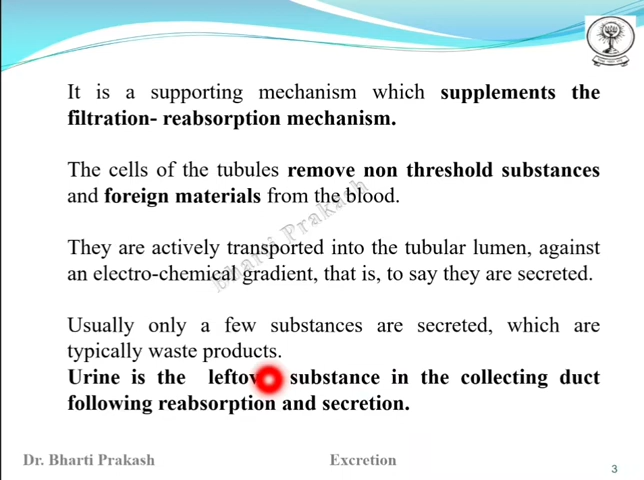 It is a supporting mechanism which supplements the
filtration- reabsorption mechanism.
The cells of the tubules remove non threshold substances
and foreign materials from the blood.
They are actively transported into the tubular lumen, against
an electro-chemical gradient, that is, to say they are secreted.
Usually only a few substances are secreted, which are
typically waste products.
Urine is the substance in the collecting duct
following reabsorption and secretion.
Bharti Prakash
Dr. Bharti Prakash
Excretion
3